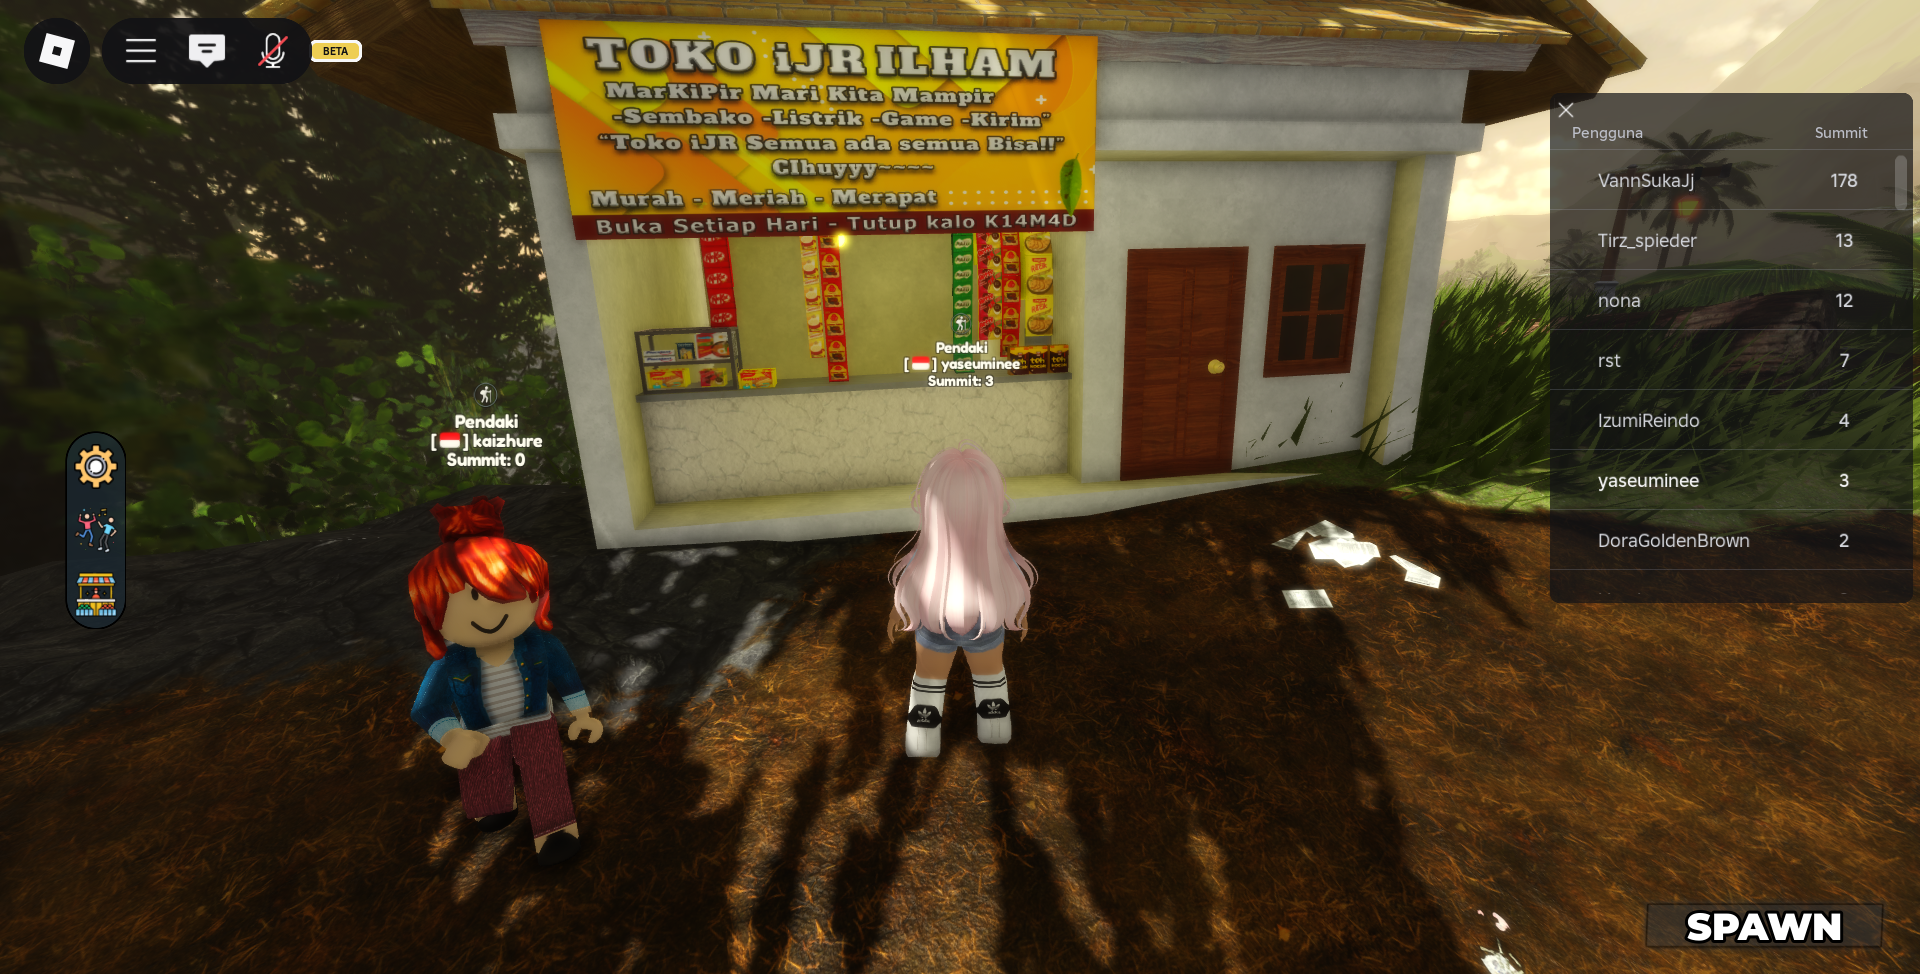 BETA
TOKO iJR ILHAM
MarKiPir Mari Kita Mampir
-Sembako -Listrik -Game -Kirim"
"Toko iJR Semua ada semua Bisa!!"
CIhuyyy~~~~
Murah - Meriah - Merapat
Buka Setiap Hari - Tutup kalo K14M4D
Pendaki
[ ] yaseuminee
Summit: 3
Pendaki
[ ] kaizhure
Summit: 0
Pengguna Summit
VannSukaJj 178
Tirz_spieder 13
nona 12
rst 7
IzumiReindo 4
yaseuminee 3
DoraGoldenBrown 2
SPAWN